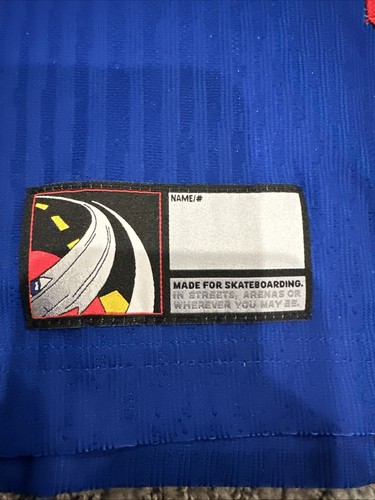 NAME/#
MADE FOR SKATEBOARDING.
IN STREETS, ARENAS OR
WHEREVER YOU MAY BE.